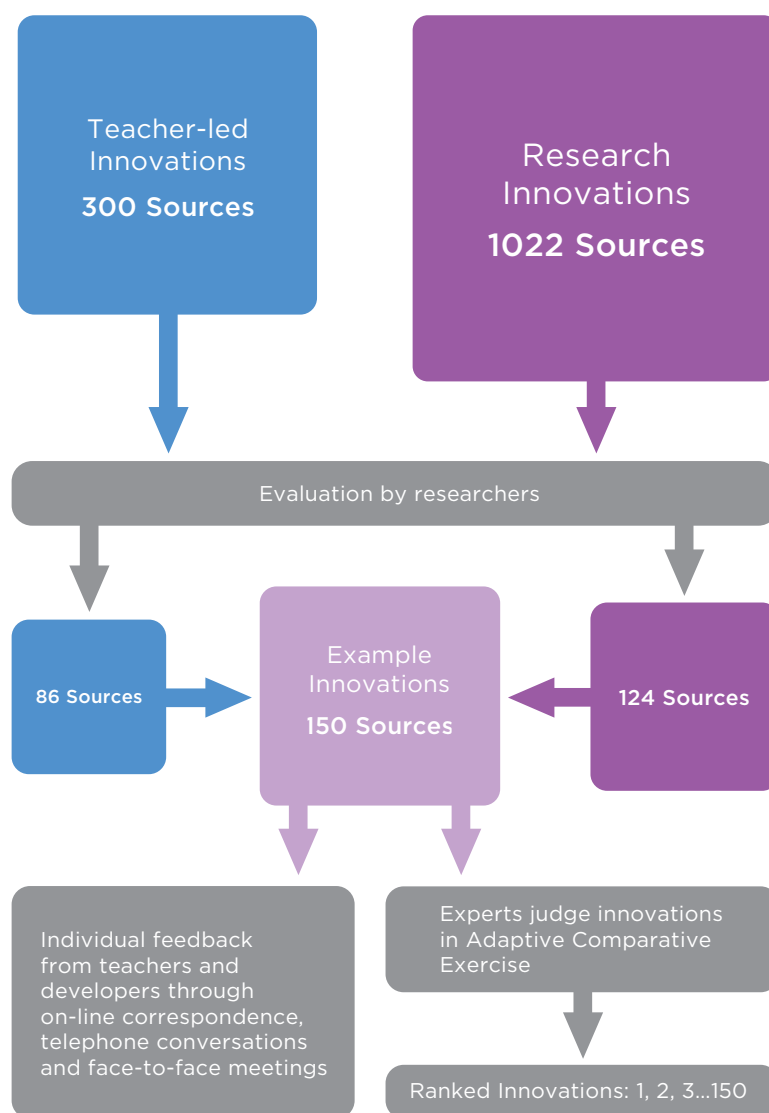 Teacher-led
Innovations
300 Sources
Research
Innovations
1022 Sources
Evaluation by researchers
86 Sources
Example
Innovations
150 Sources
124 Sources
Individual feedback
from teachers and
developers through
on-line correspondence,
telephone conversations
and face-to-face meetings
Experts judge innovations
in Adaptive Comparative
Exercise
Ranked Innovations: 1, 2, 3...150